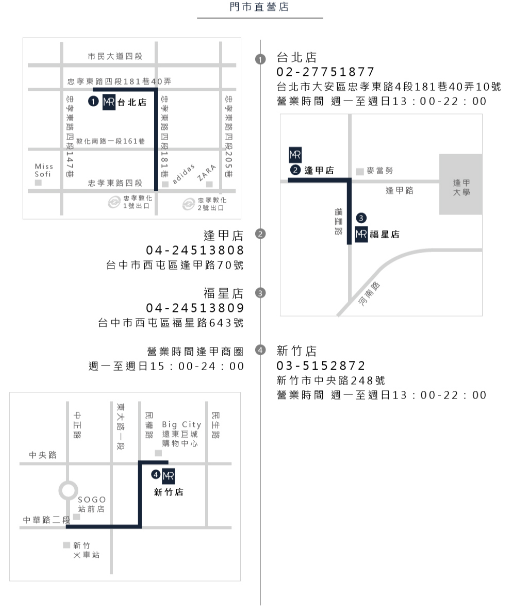 門市直營店
1
台北店
02-27751877
台北市大安區忠孝東路4段181巷40弄10號
營業時間 週一至週日13：00-22：00
市民大道四段
忠孝東路四段181巷40弄
1 MR 台北店
忠孝東路四段147巷
忠孝東路四段181巷
忠孝東路四段205巷
敦化南路一段161巷
Miss
Sofi
adidas
ZARA
忠孝東路四段
忠孝敦化
1號出口
忠孝敦化
2號出口
2
逢甲店
04-24513808
台中市西屯區逢甲路70號
3
福星店
04-24513809
台中市西屯區福星路643號
營業時間逢甲商圈
週一至週日15：00-24：00
MR
2 逢甲店
麥當勞
逢甲路
逢甲
大學
福星路
3
MR 福星店
河南路
4
新竹店
03-5152872
新竹市中央路248號
營業時間 週一至週日13：00-22：00
中正路
東大路一段
民權路
民生路
Big City
遠東巨城
購物中心
中央路
4 MR
新竹店
SOGO
站前店
中華路二段
新竹
火車站